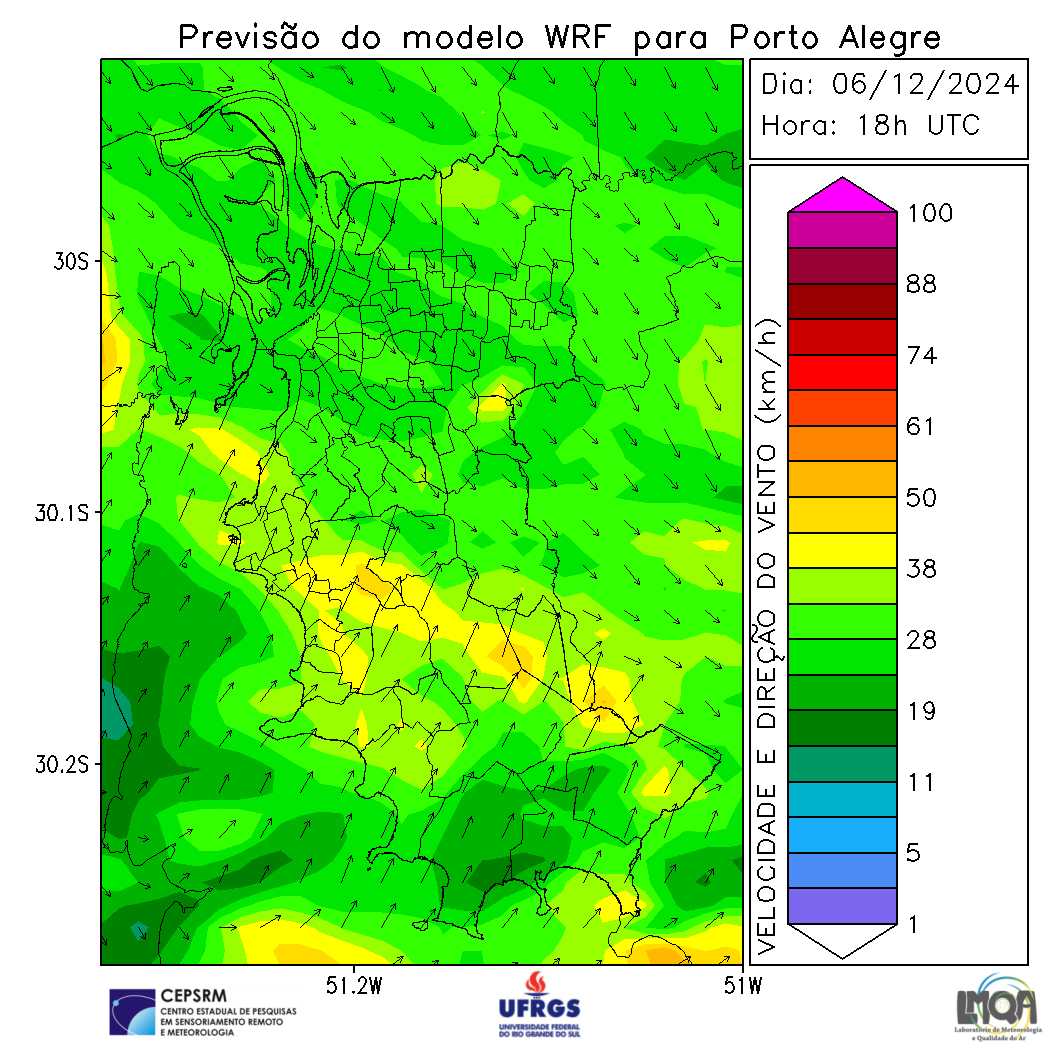 Previsão do modelo WRF para Porto Alegre
Dia: 06/12/2024
Hora: 18h UTC
30S
30.1S
30.2S
51.2W
51W
VELOCIDADE E DIREÇÃO DO VENTO (km/h)
100
88
74
61
50
38
28
19
11
5
1
CEPSRM
CENTRO ESTADUAL DE PESQUISAS
EM SENSORIAMENTO REMOTO
E METEOROLOGIA
UFRGS
UNIVERSIDADE FEDERAL
DO RIO GRANDE DO SUL
LMQA
Laboratório de Meteorologia
e Qualidade do Ar